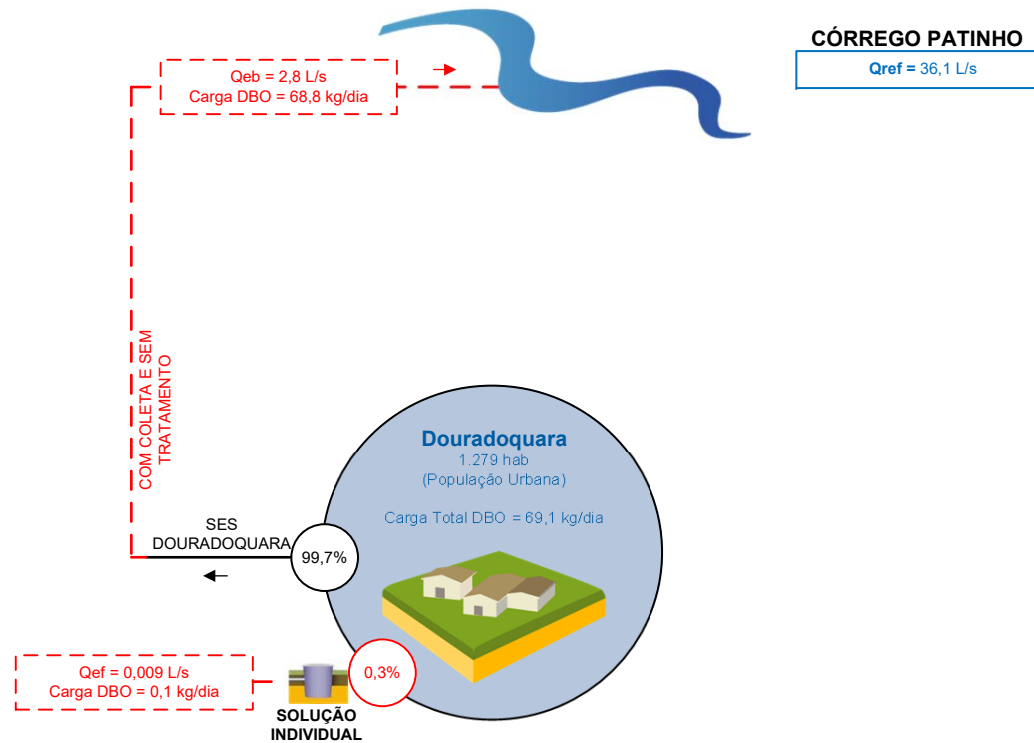 CÓRREGO PATINHO
Qref = 36,1 L/s
Qeb = 2,8 L/s
Carga DBO = 68,8 kg/dia
COM COLETA E SEM
TRATAMENTO
Douradoquara
1.279 hab
(População Urbana)
Carga Total DBO = 69,1 kg/dia
SES
DOURADOQUARA
99,7%
0,3%
Qef = 0,009 L/s
Carga DBO = 0,1 kg/dia
SOLUÇÃO
INDIVIDUAL